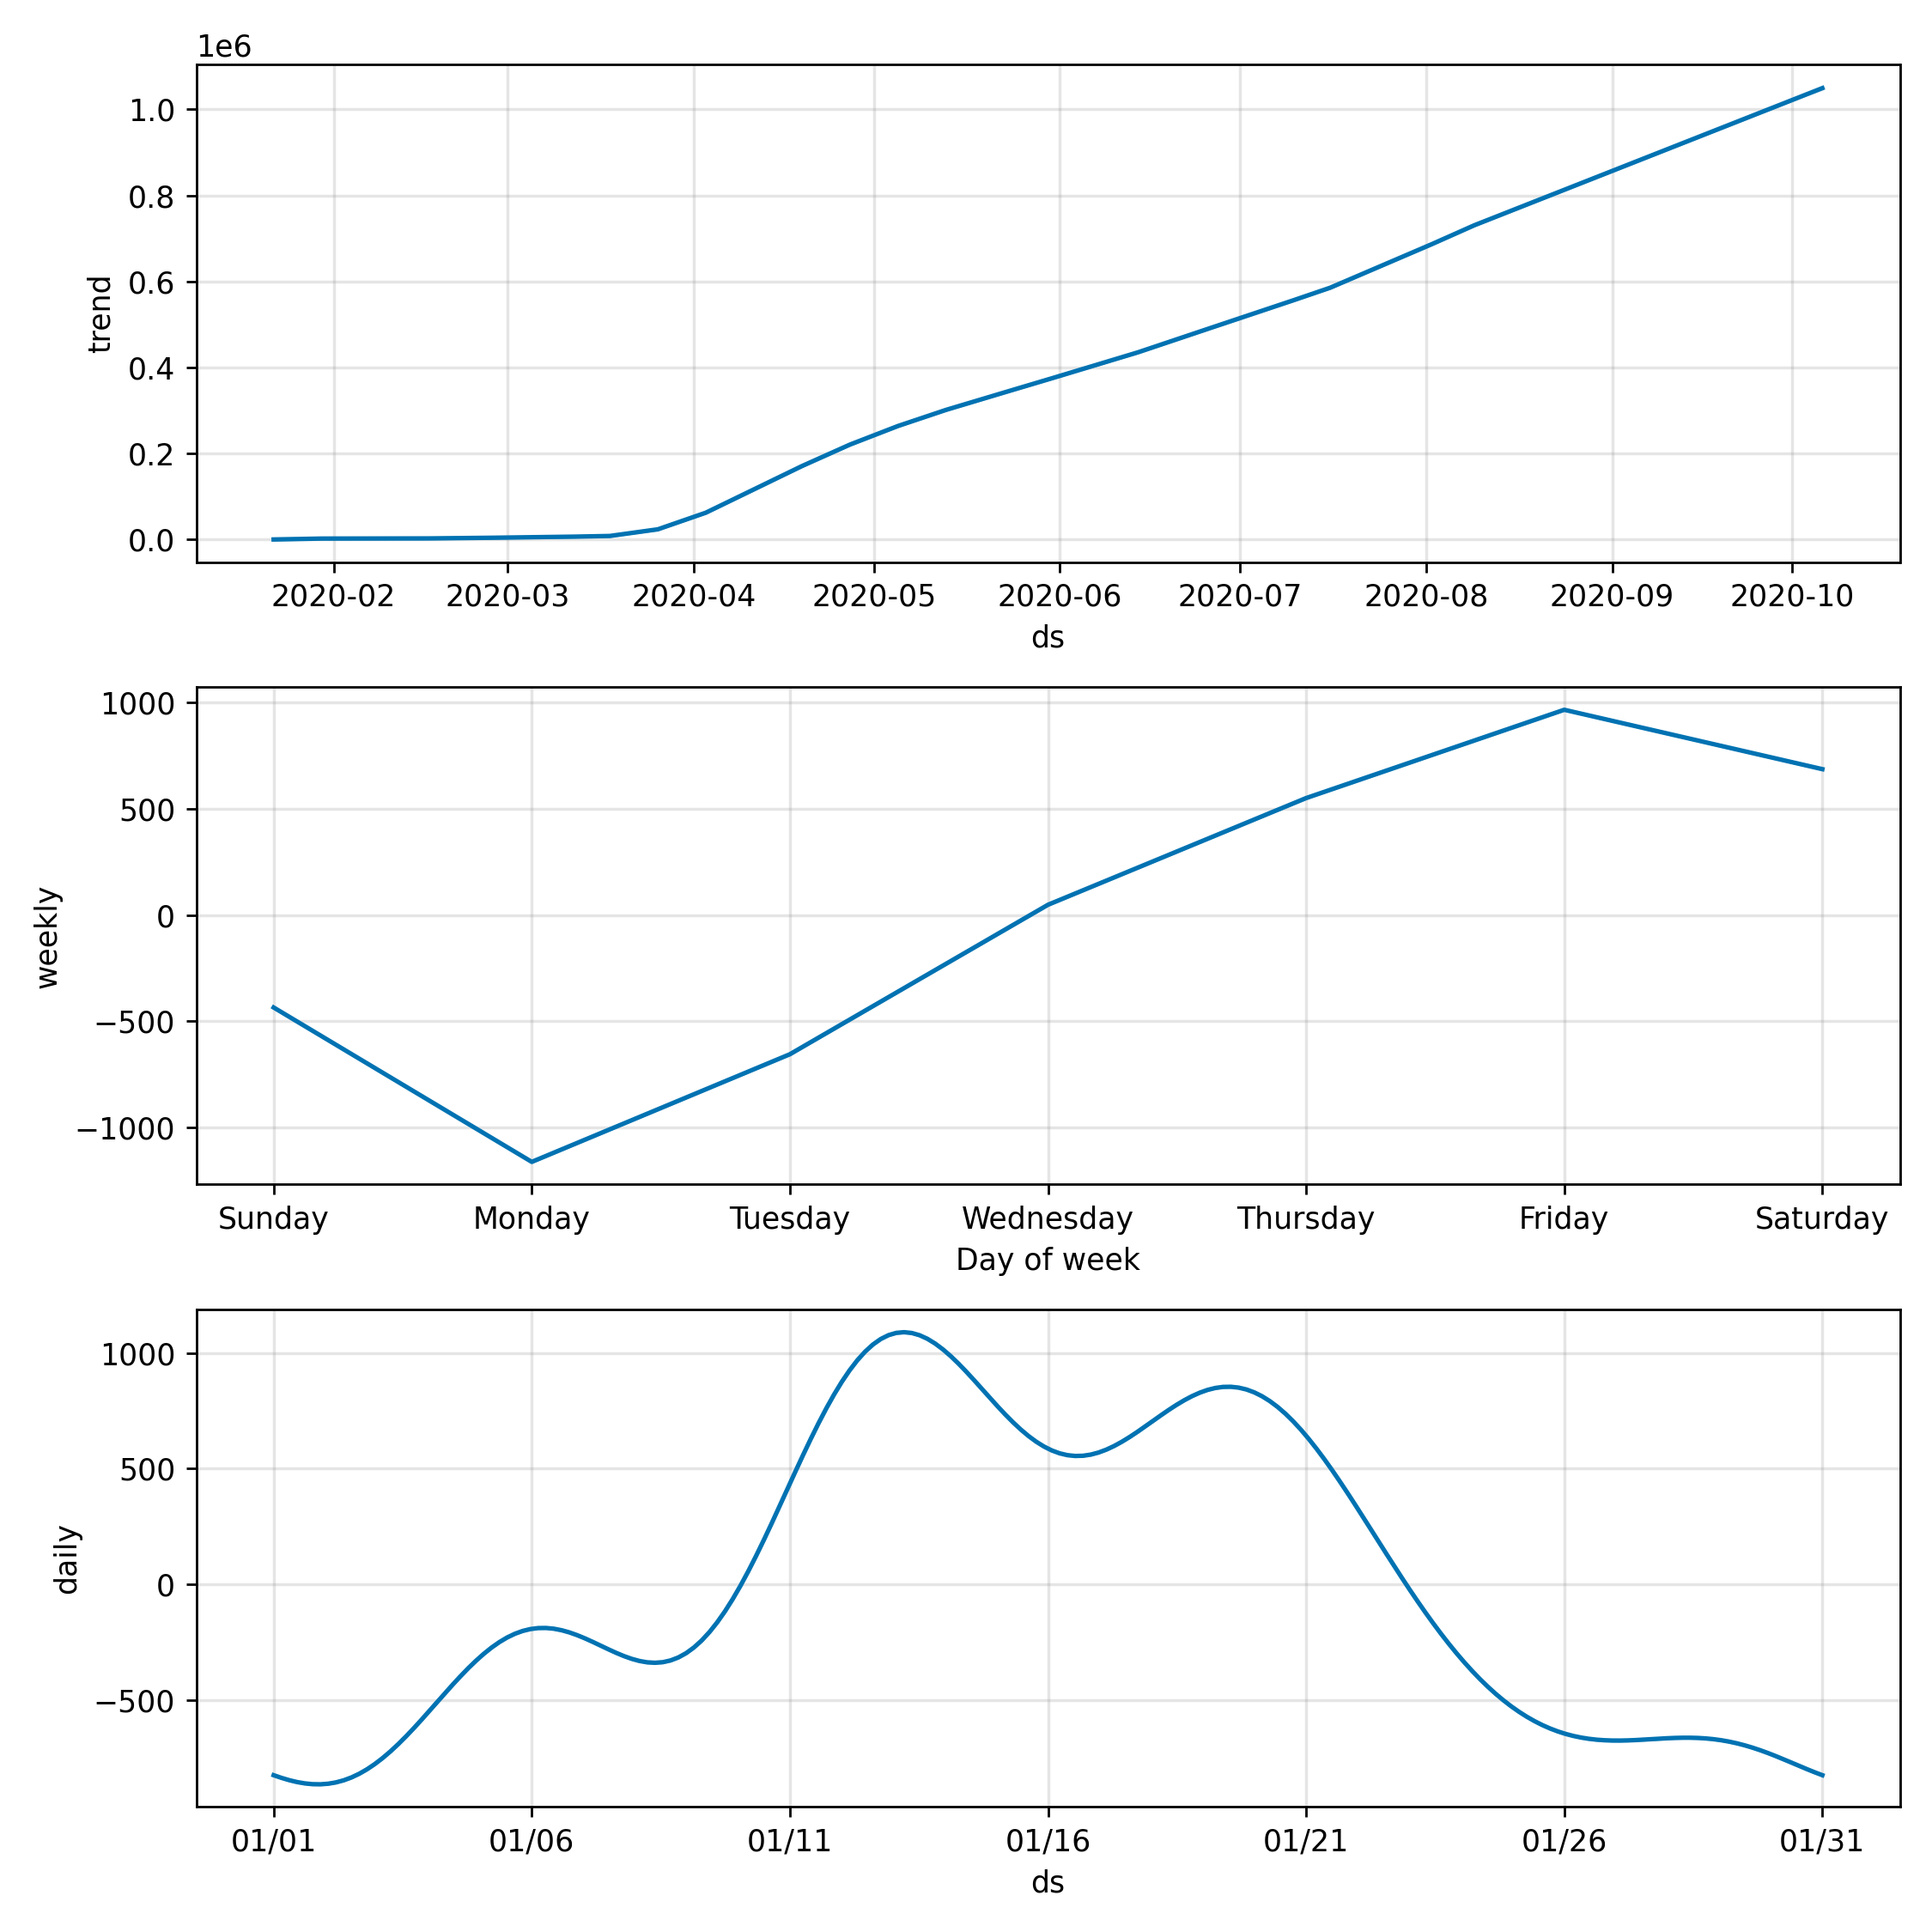 1e6
1.0
0.8
0.6
0.4
0.2
0.0
trend
2020-02 2020-03 2020-04 2020-05 2020-06 2020-07 2020-08 2020-09 2020-10
ds
1000
500
0
−500
−1000
weekly
Sunday Monday Tuesday Wednesday Thursday Friday Saturday
Day of week
1000
500
0
−500
daily
01/01 01/06 01/11 01/16 01/21 01/26 01/31
ds